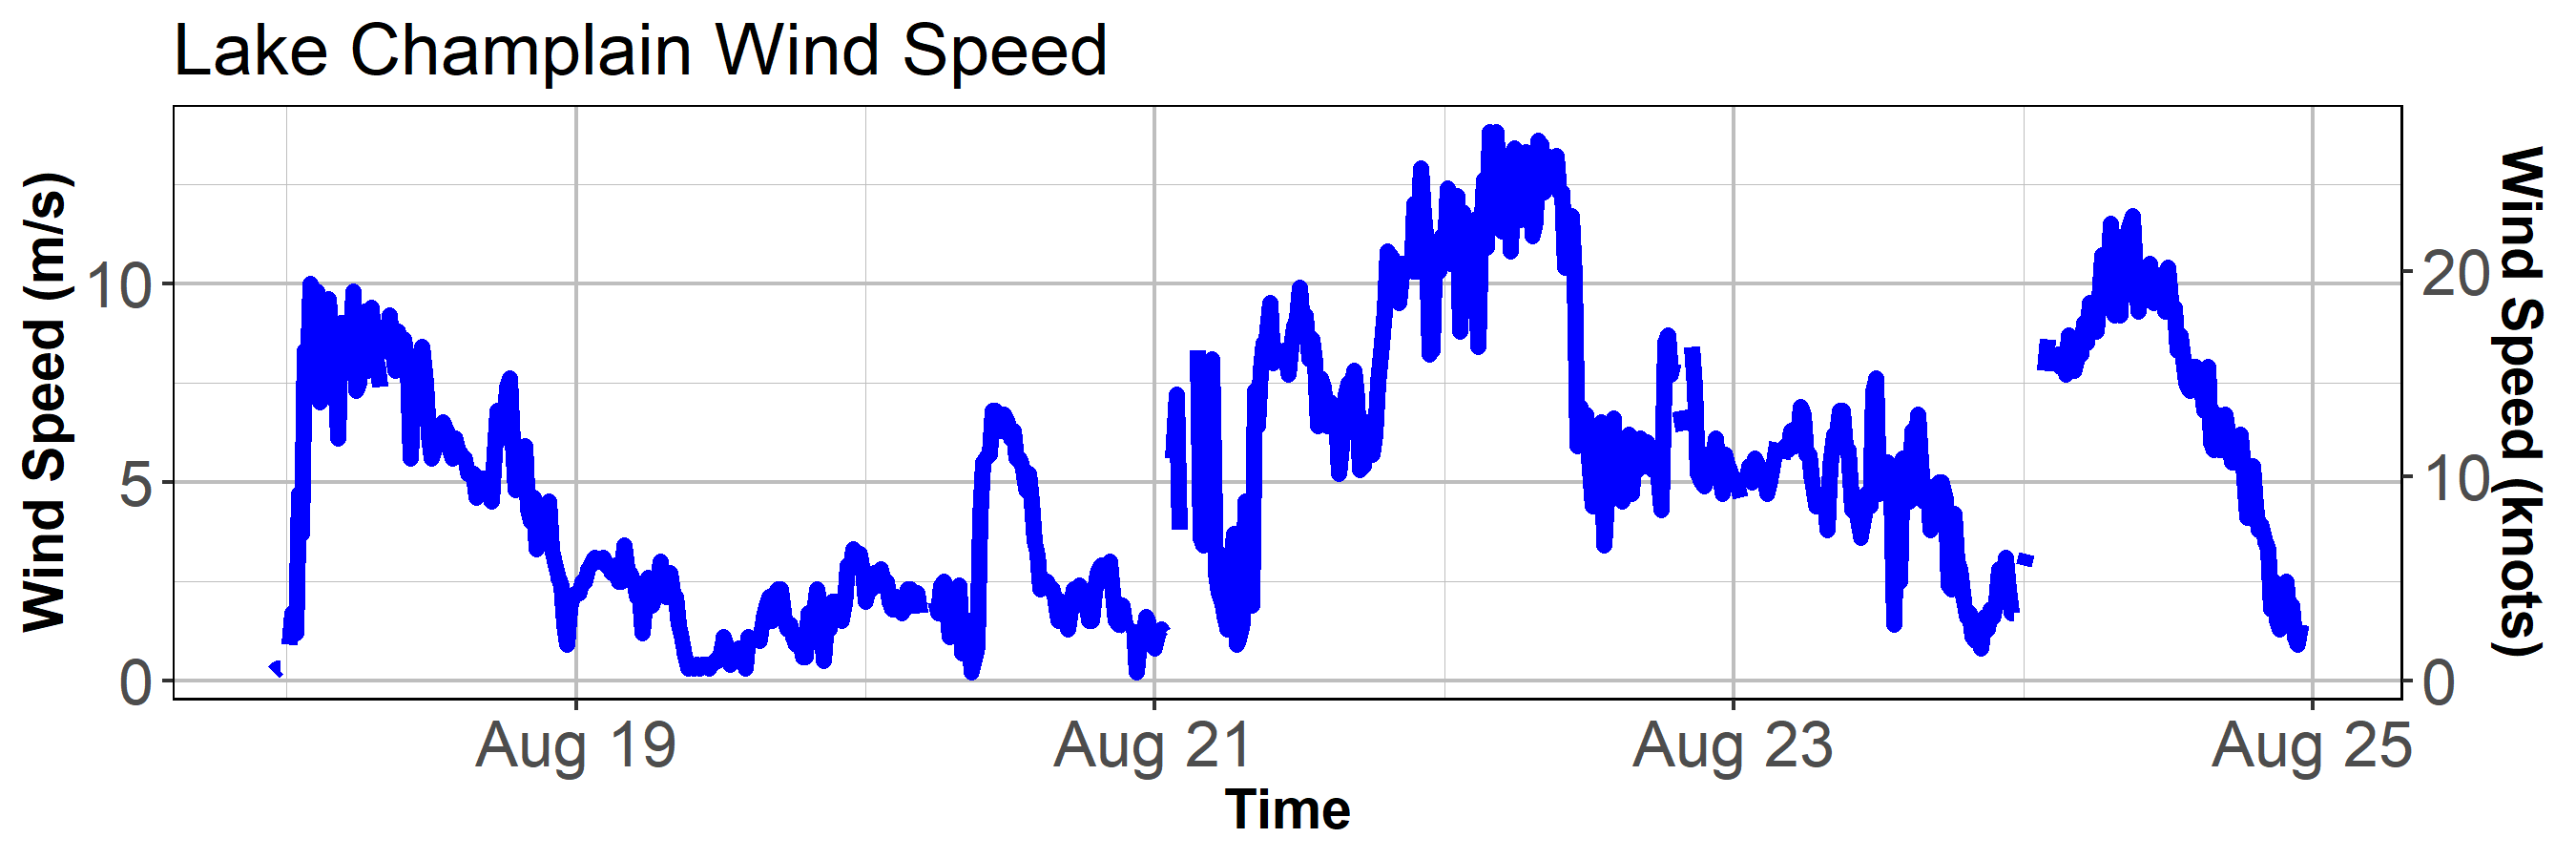 Lake Champlain Wind Speed
Wind Speed (m/s)
10
5
0
Wind Speed (knots)
20
10
0
Aug 19
Aug 21
Aug 23
Aug 25
Time